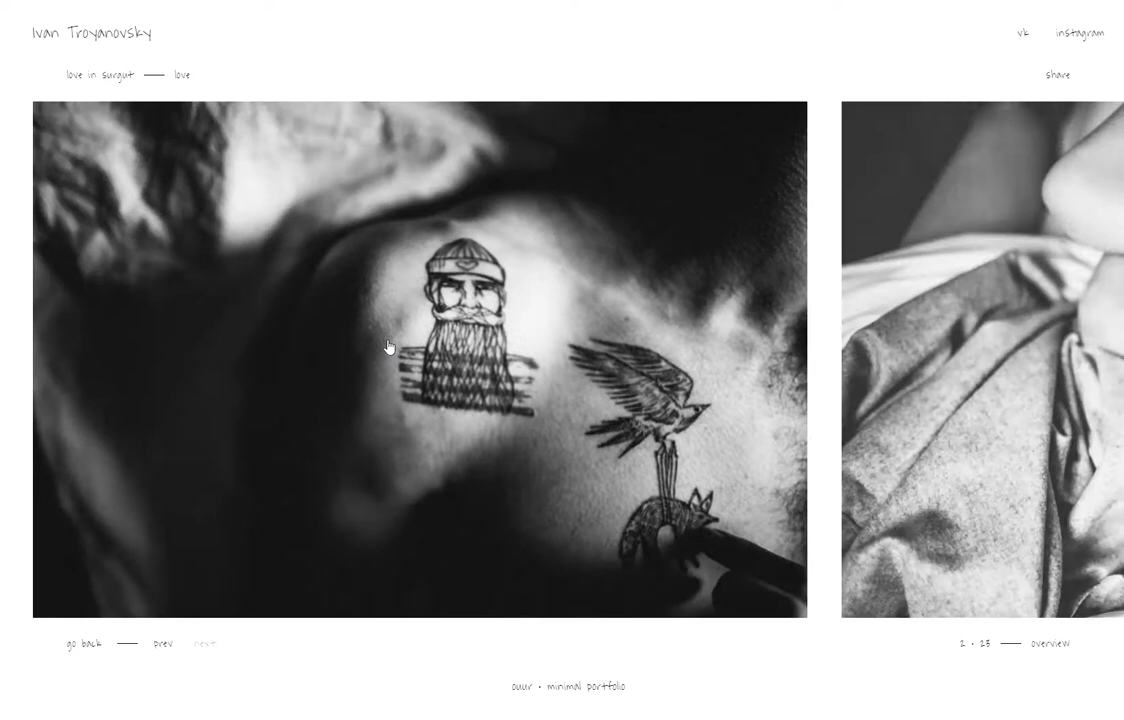 Ivan Troyanovsky vk instagram
love in surgut — love share
go back — prev next
2 • 25 — overview
ouur • minimal portfolio